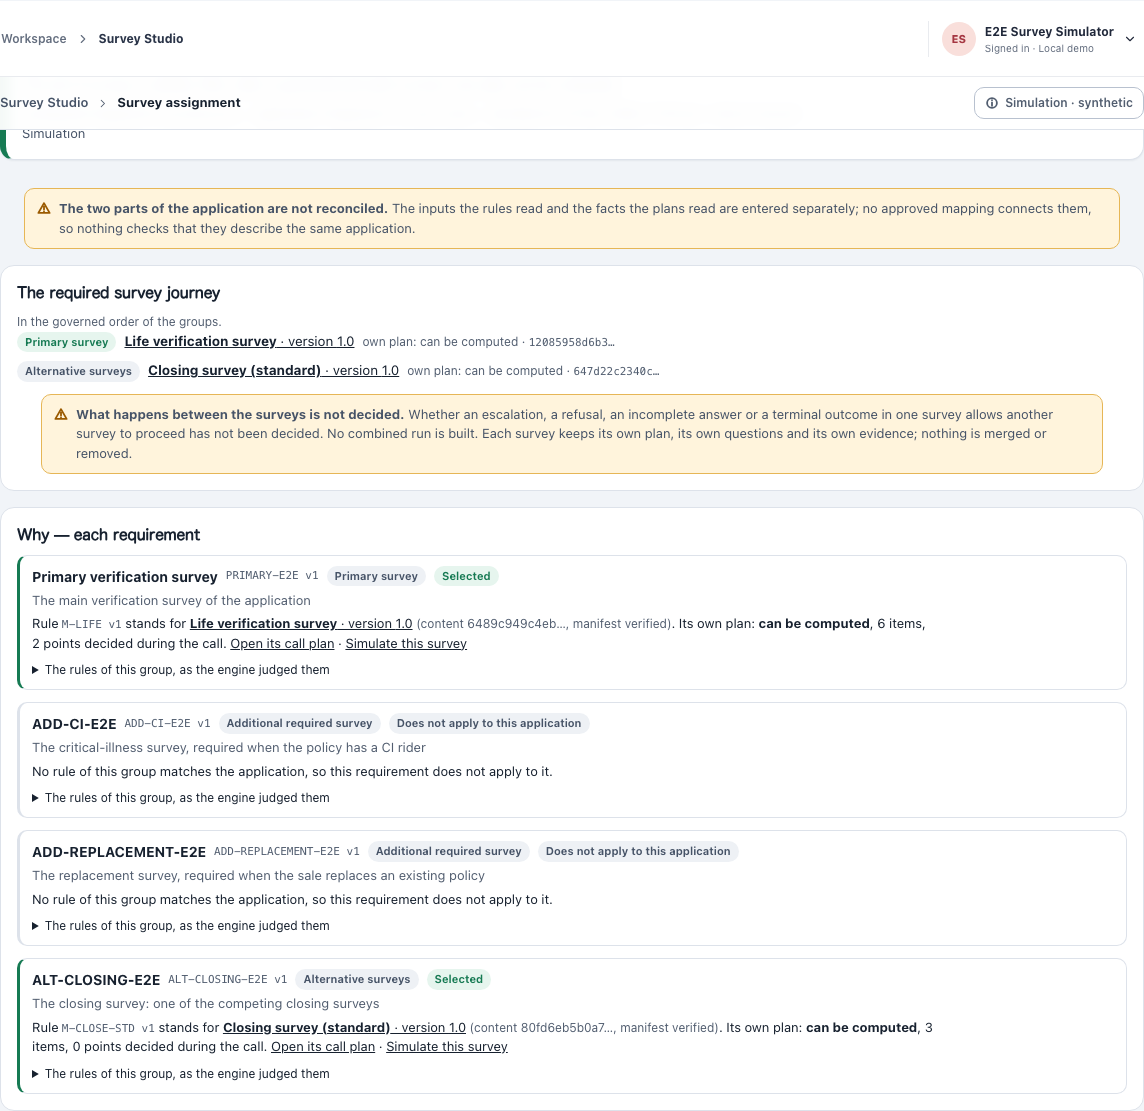 Workspace > Survey Studio
ES
E2E Survey Simulator
Signed in · Local demo
Survey Studio > Survey assignment
Simulation · synthetic
Simulation
The two parts of the application are not reconciled. The inputs the rules read and the facts the plans read are entered separately; no approved mapping connects them,
so nothing checks that they describe the same application.
The required survey journey
In the governed order of the groups.
Primary survey Life verification survey · version 1.0 own plan: can be computed · 12085958d6b3…
Alternative surveys Closing survey (standard) · version 1.0 own plan: can be computed · 647d22c2340c…
What happens between the surveys is not decided. Whether an escalation, a refusal, an incomplete answer or a terminal outcome in one survey allows another
survey to proceed has not been decided. No combined run is built. Each survey keeps its own plan, its own questions and its own evidence; nothing is merged or
removed.
Why — each requirement
Primary verification survey PRIMARY-E2E v1 Primary survey Selected
The main verification survey of the application
Rule M-LIFE v1 stands for Life verification survey · version 1.0 (content 6489c949c4eb…, manifest verified). Its own plan: can be computed, 6 items,
2 points decided during the call. Open its call plan · Simulate this survey
The rules of this group, as the engine judged them
ADD-CI-E2E ADD-CI-E2E v1 Additional required survey Does not apply to this application
The critical-illness survey, required when the policy has a CI rider
No rule of this group matches the application, so this requirement does not apply to it.
The rules of this group, as the engine judged them
ADD-REPLACEMENT-E2E ADD-REPLACEMENT-E2E v1 Additional required survey Does not apply to this application
The replacement survey, required when the sale replaces an existing policy
No rule of this group matches the application, so this requirement does not apply to it.
The rules of this group, as the engine judged them
ALT-CLOSING-E2E ALT-CLOSING-E2E v1 Alternative surveys Selected
The closing survey: one of the competing closing surveys
Rule M-CLOSE-STD v1 stands for Closing survey (standard) · version 1.0 (content 80fd6eb5b0a7…, manifest verified). Its own plan: can be computed, 3
items, 0 points decided during the call. Open its call plan · Simulate this survey
The rules of this group, as the engine judged them